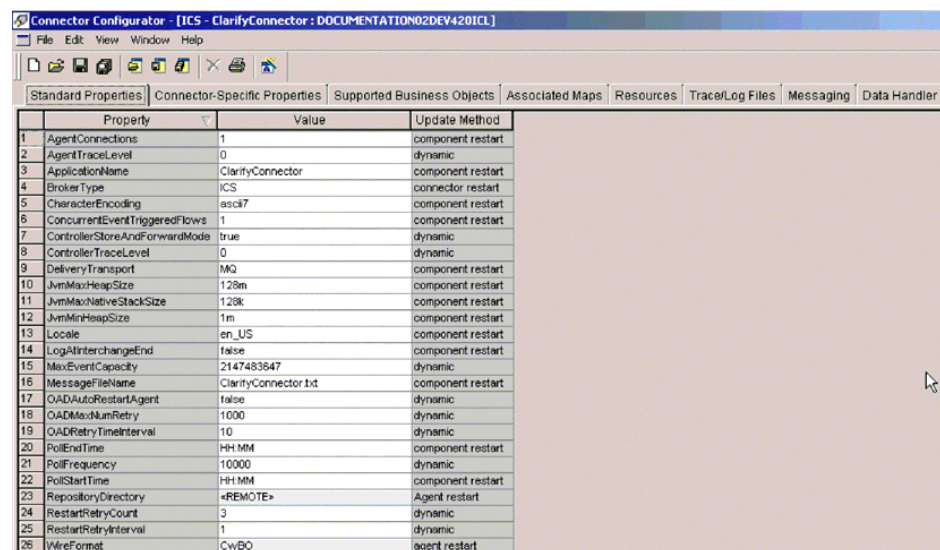 Connector Configurator - [ICS - ClarifyConnector : DOCUMENTATION02DEV420ICL]
File Edit View Window Help
Standard Properties Connector-Specific Properties Supported Business Objects Associated Maps Resources Trace/Log Files Messaging Data Handler
Property Value Update Method
1 AgentConnections 1 component restart
2 AgentTraceLevel 0 dynamic
3 ApplicationName ClarifyConnector component restart
4 BrokerType ICS connector restart
5 CharacterEncoding ascii7 component restart
6 ConcurrentEventTriggeredFlows 1 component restart
7 ControllerStoreAndForwardMode true dynamic
8 ControllerTraceLevel 0 dynamic
9 DeliveryTransport MQ component restart
10 JvmMaxHeapSize 128m component restart
11 JvmMaxNativeStackSize 128k component restart
12 JvmMinHeapSize 1m component restart
13 Locale en_US component restart
14 LogAtInterchangeEnd false component restart
15 MaxEventCapacity 2147483647 dynamic
16 MessageFileName ClarifyConnector.txt component restart
17 OADAutoRestartAgent false dynamic
18 OADMaxNumRetry 1000 dynamic
19 OADRetryTimeInterval 10 dynamic
20 PollEndTime HH:MM component restart
21 PollFrequency 10000 dynamic
22 PollStartTime HH:MM component restart
23 RepositoryDirectory <REMOTE> Agent restart
24 RestartRetryCount 3 dynamic
25 RestartRetryInterval 1 dynamic
26 WireFormat CwBO agent restart